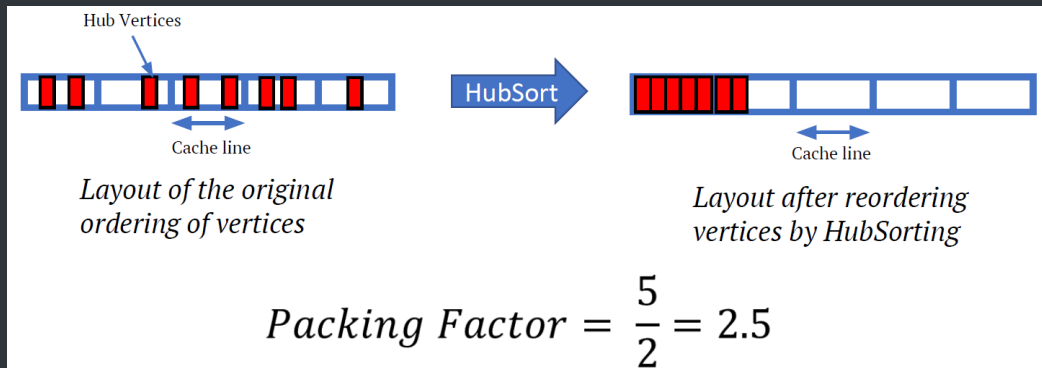 Hub Vertices
HubSort
Cache line
Cache line
Layout of the original
ordering of vertices
Layout after reordering
vertices by HubSorting
Packing Factor = 5/2 = 2.5